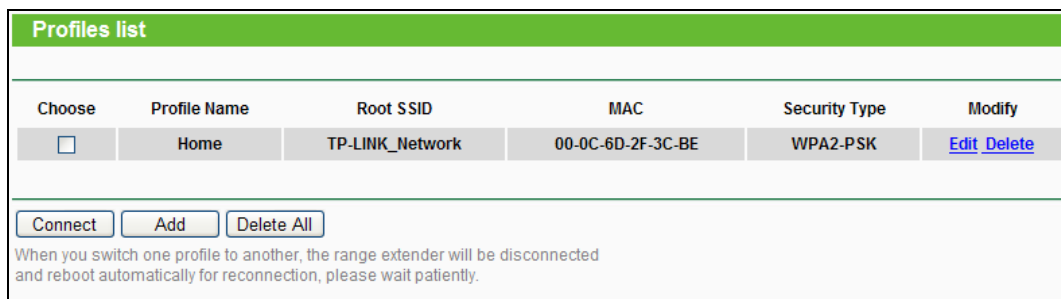 Profiles list
Choose Profile Name Root SSID MAC Security Type Modify
Home TP-LINK_Network 00-0C-6D-2F-3C-BE WPA2-PSK Edit Delete
Connect Add Delete All
When you switch one profile to another, the range extender will be disconnected
and reboot automatically for reconnection, please wait patiently.